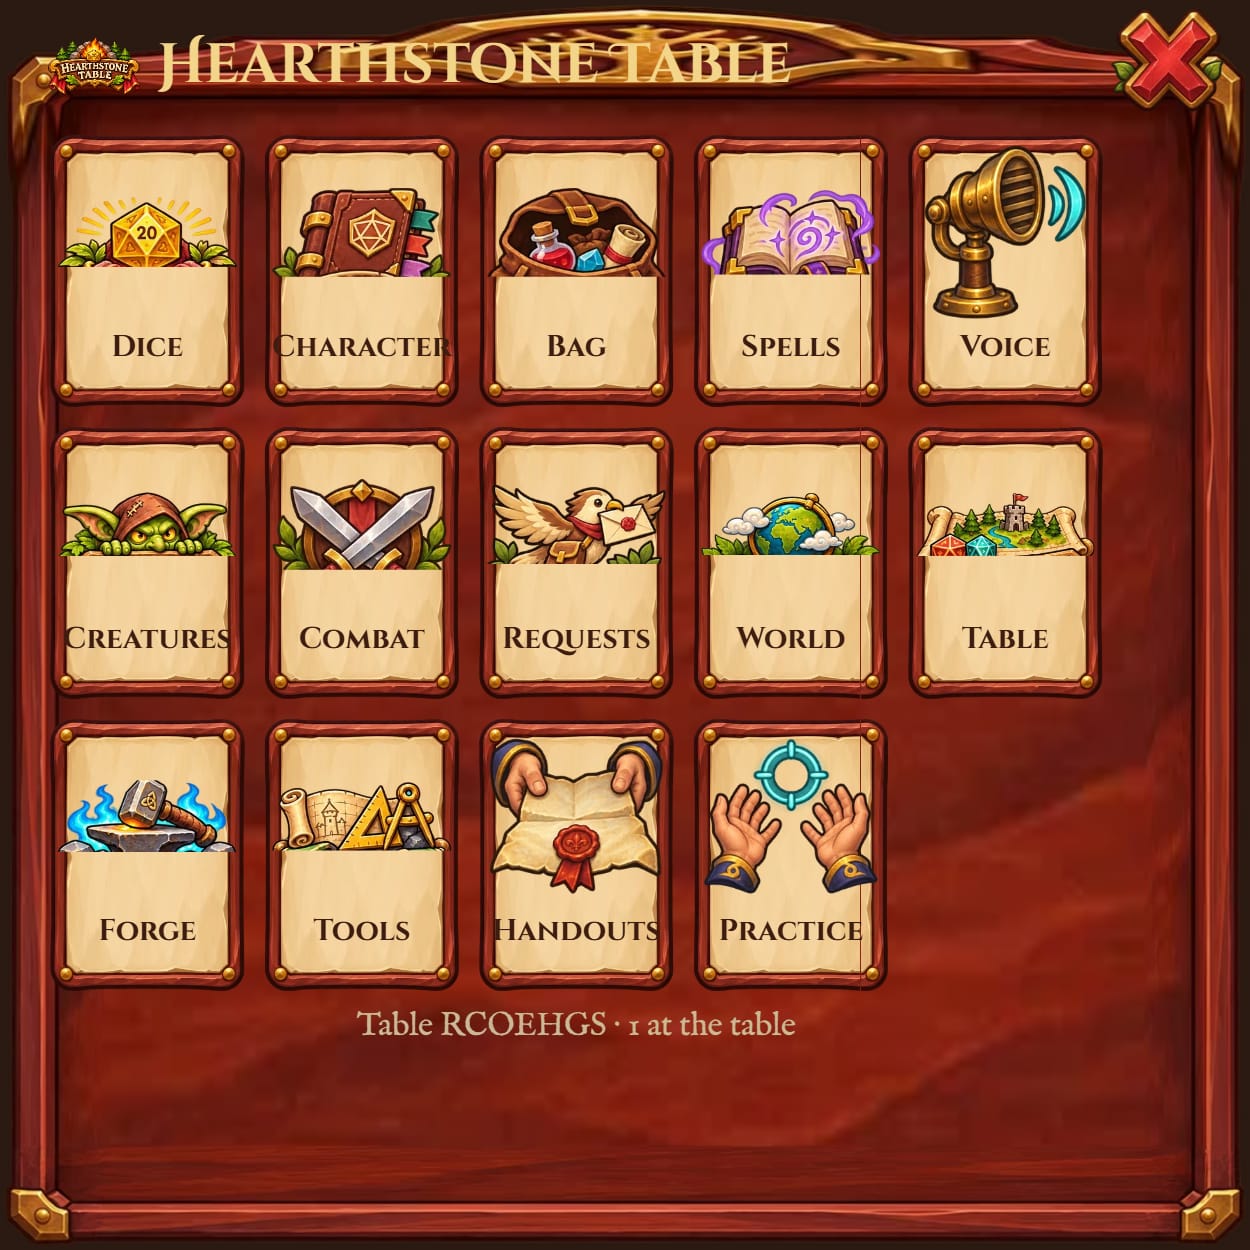 Hearthstone Table
HEARTHSTONE
TABLE
20
Dice
Character
Bag
Spells
Voice
Creatures
Combat
Requests
World
Table
Forge
Tools
Handouts
Practice
Table RCOEHGS · 1 at the table